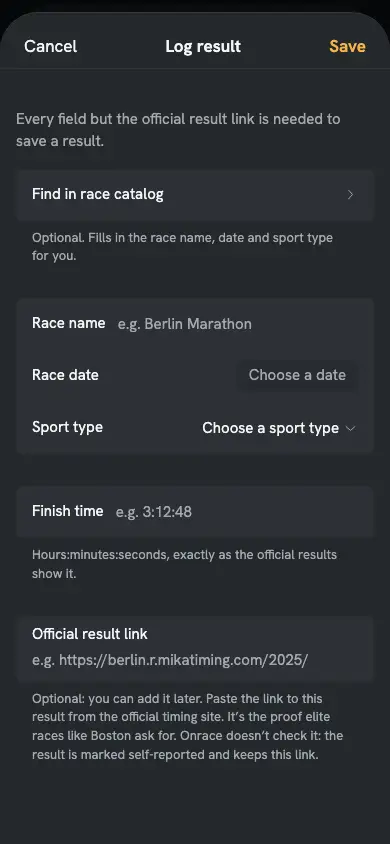 Cancel
Log result
Save
Every field but the official result link is needed to
save a result.
Find in race catalog
Optional. Fills in the race name, date and sport type
for you.
Race name e.g. Berlin Marathon
Race date Choose a date
Sport type Choose a sport type
Finish time e.g. 3:12:48
Hours:minutes:seconds, exactly as the official results
show it.
Official result link
e.g. https://berlin.r.mikatiming.com/2025/
Optional: you can add it later. Paste the link to this
result from the official timing site. It’s the proof elite
races like Boston ask for. Onrace doesn’t check it: the
result is marked self-reported and keeps this link.